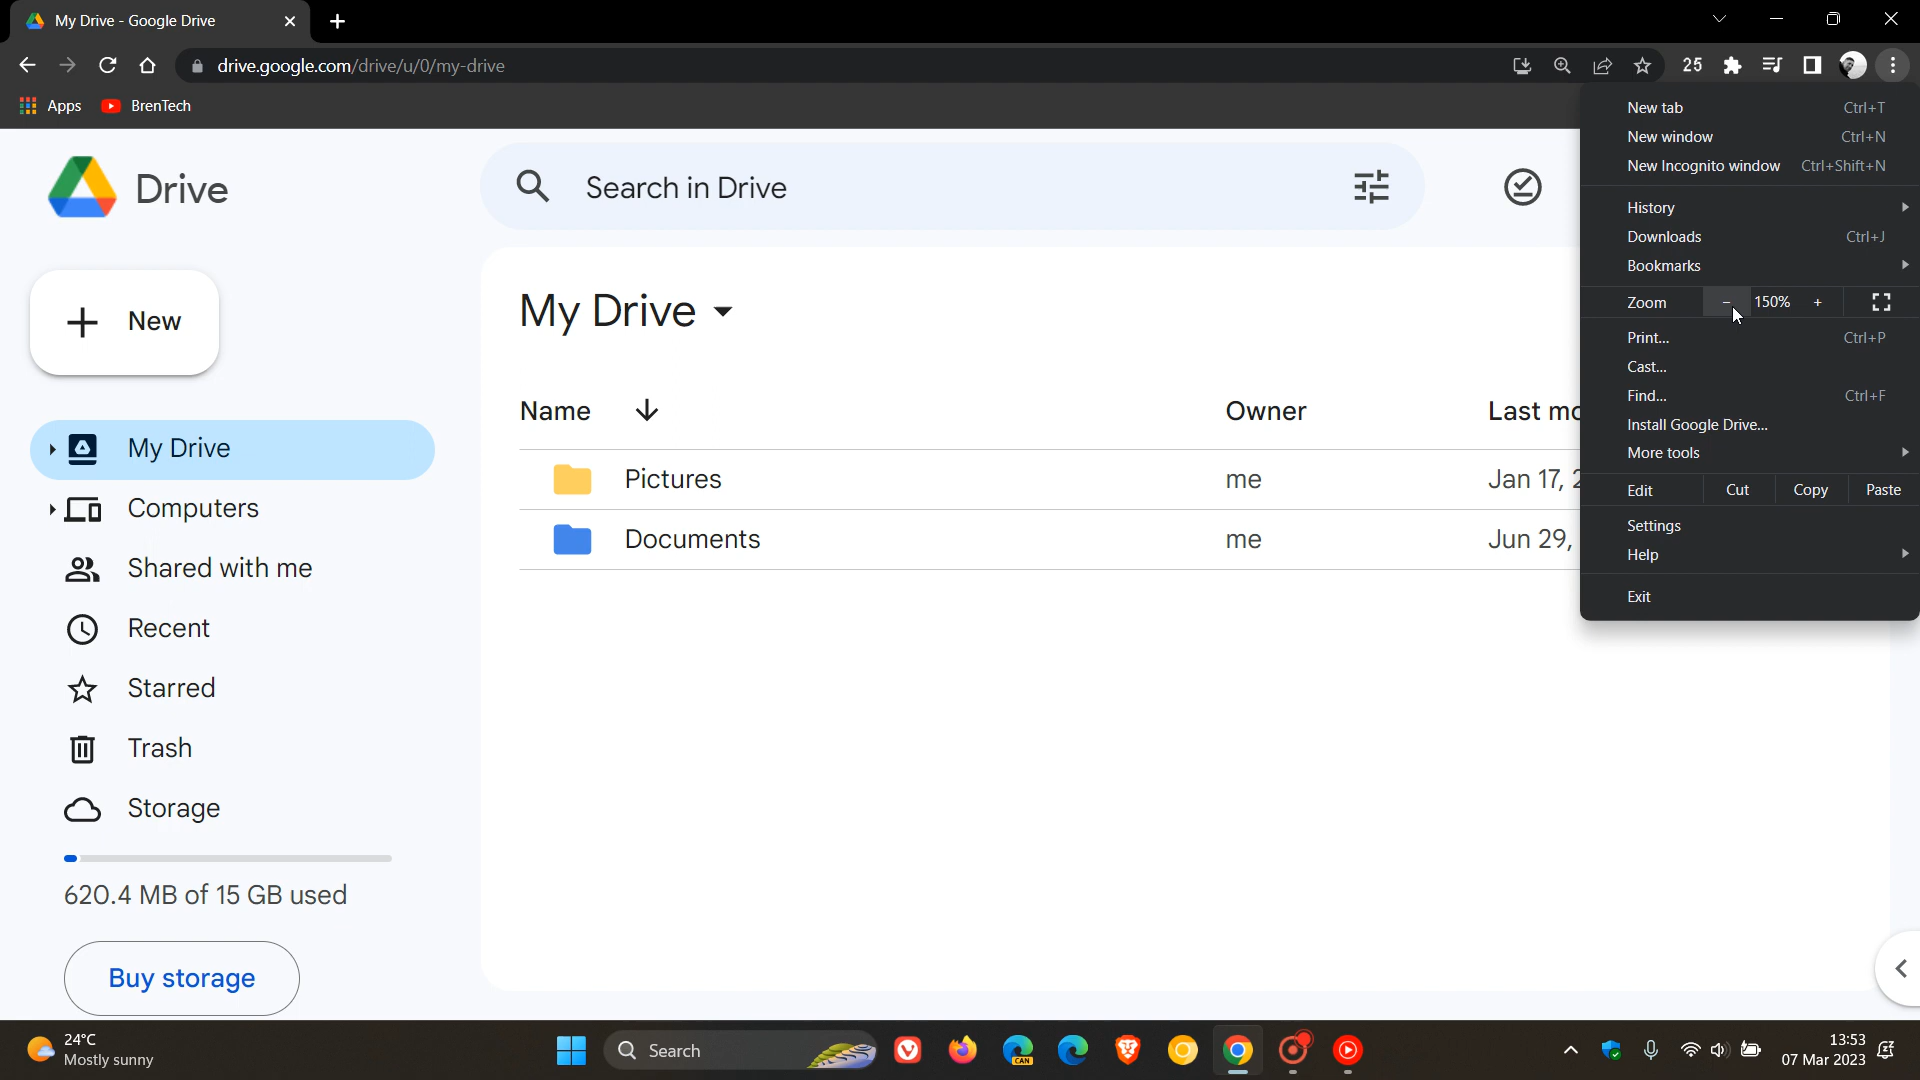 My Drive - Google Drive
drive.google.com/drive/u/0/my-drive
25
Apps
BrenTech
Drive
Search in Drive
New
My Drive
Computers
Shared with me
Recent
Starred
Trash
Storage
620.4 MB of 15 GB used
Buy storage
My Drive
Name Owner Last mo
Pictures me Jan 17, 2
Documents me Jun 29,
New tab Ctrl+T
New window Ctrl+N
New Incognito window Ctrl+Shift+N
History
Downloads Ctrl+J
Bookmarks
Zoom - 150% +
Print... Ctrl+P
Cast...
Find... Ctrl+F
Install Google Drive...
More tools
Edit Cut Copy Paste
Settings
Help
Exit
24°C
Mostly sunny
Search
CAN
13:53
07 Mar 2023